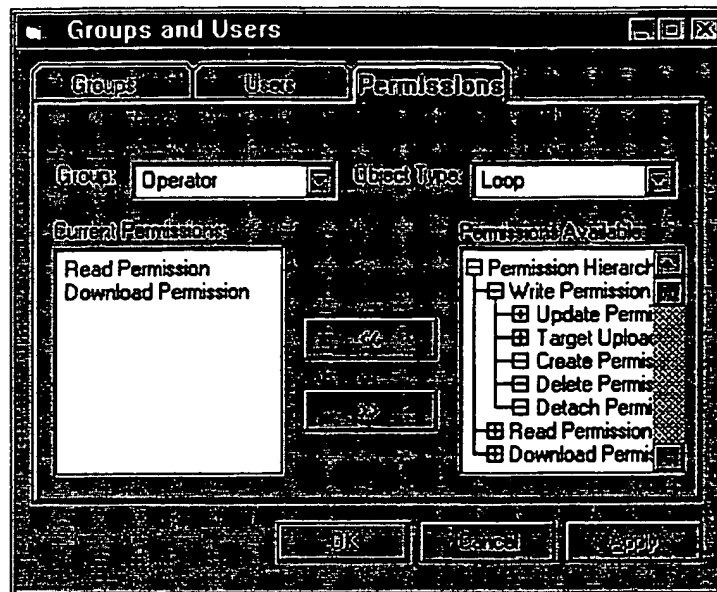 Groups and Users
Groups Users Permissions
Group: Operator Object Type: Loop
Current Permissions: Permissions Available:
Read Permission
Download Permission
<<
>>
Permission Hierarch
Write Permission
Update Permi
Target Uploac
Create Permis
Delete Permis
Detach Permi
Read Permission
Download Permis
OK Cancel Apply